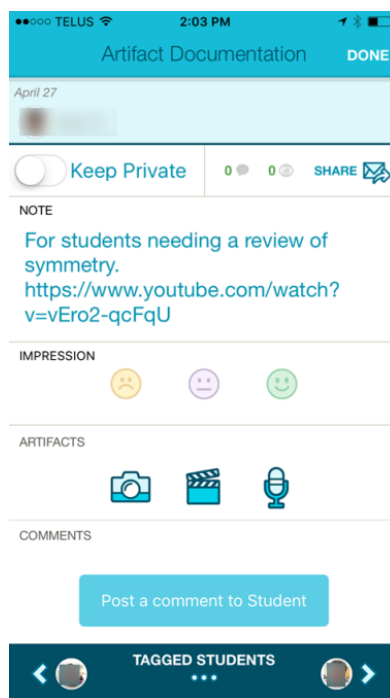 TELUS 2:03 PM
Artifact Documentation DONE
April 27
Keep Private 0 0 SHARE
NOTE
For students needing a review of
symmetry.
https://www.youtube.com/watch?
v=vEro2-qcFqU
IMPRESSION
ARTIFACTS
COMMENTS
Post a comment to Student
TAGGED STUDENTS